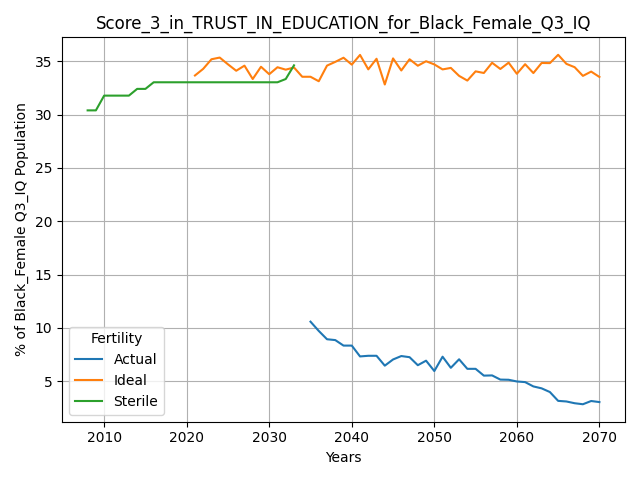 Score_3_in_TRUST_IN_EDUCATION_for_Black_Female_Q3_IQ
% of Black_Female Q3_IQ Population
35
30
25
20
15
10
5
Fertility
Actual
Ideal
Sterile
2010 2020 2030 2040 2050 2060 2070
Years